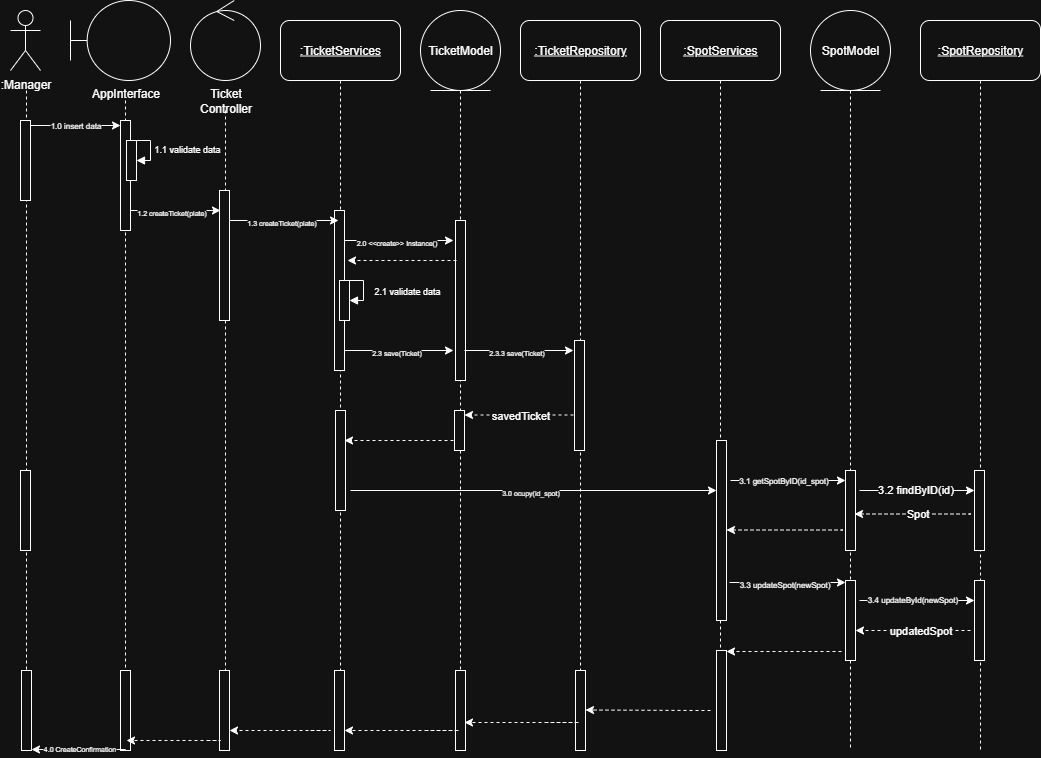 :Manager
AppInterface
Ticket
Controller
:TicketServices
TicketModel
:TicketRepository
:SpotServices
SpotModel
:SpotRepository
1.0 insert data
1.1 validate data
1.2 createTicket(plate)
1.3 createTicket(plate)
2.0 <<create>> Instance()
2.1 validate data
2.3 save(Ticket)
2.3.3 save(Ticket)
savedTicket
3.0 ocupy(id_spot)
3.1 getSpotByID(id_spot)
3.2 findByID(id)
Spot
3.3 updateSpot(newSpot)
3.4 updateById(newSpot)
updatedSpot
4.0 CreateConfirmation